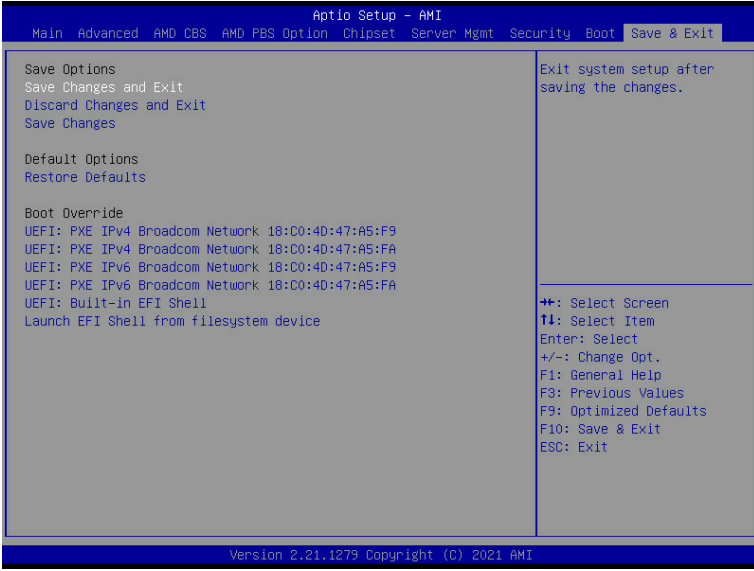 Aptio Setup - AMI
Main Advanced AMD CBS AMD PBS Option Chipset Server Mgmt Security Boot Save & Exit
Save Options
Save Changes and Exit
Discard Changes and Exit
Save Changes
Default Options
Restore Defaults
Boot Override
UEFI: PXE IPv4 Broadcom Network 18:C0:4D:47:A5:F9
UEFI: PXE IPv4 Broadcom Network 18:C0:4D:47:A5:FA
UEFI: PXE IPv6 Broadcom Network 18:C0:4D:47:A5:F9
UEFI: PXE IPv6 Broadcom Network 18:C0:4D:47:A5:FA
UEFI: Built-in EFI Shell
Launch EFI Shell from filesystem device
Exit system setup after
saving the changes.
→←: Select Screen
↑↓: Select Item
Enter: Select
+/-: Change Opt.
F1: General Help
F3: Previous Values
F9: Optimized Defaults
F10: Save & Exit
ESC: Exit
Version 2.21.1279 Copyright (C) 2021 AMI